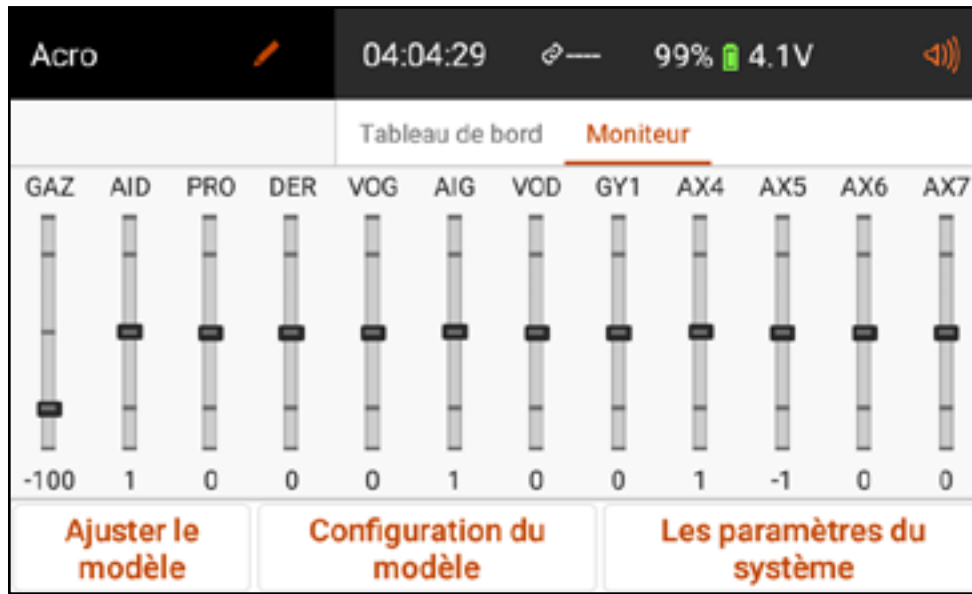 Acro 04:04:29 ---- 99% 4.1V
Tableau de bord Moniteur
GAZ AID PRO DER VOG AIG VOD GY1 AX4 AX5 AX6 AX7
-100 1 0 0 0 1 0 0 1 -1 0 0
Ajuster le
modèle
Configuration du
modèle
Les paramètres du
système